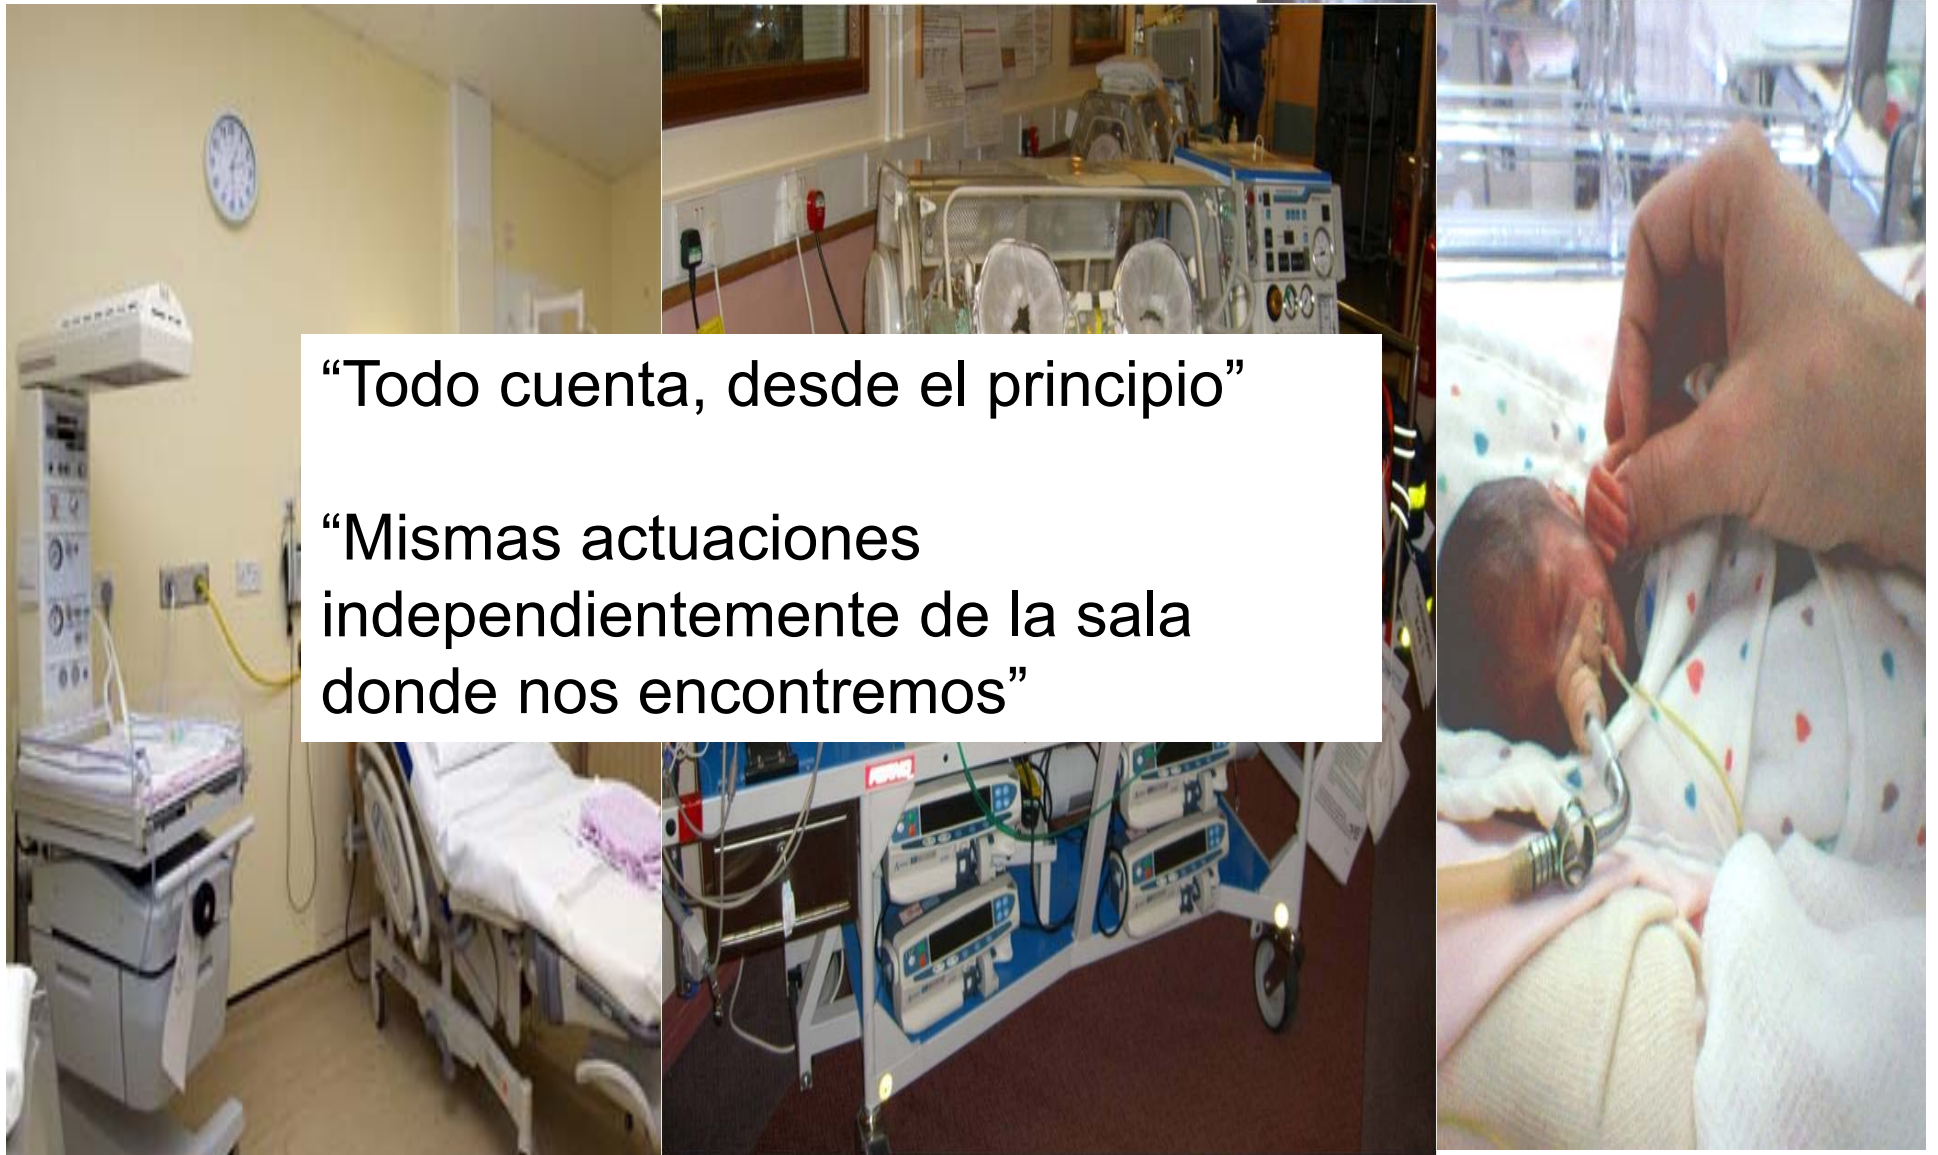 “Todo cuenta, desde el principio”
“Mismas actuaciones
independientemente de la sala
donde nos encontremos”